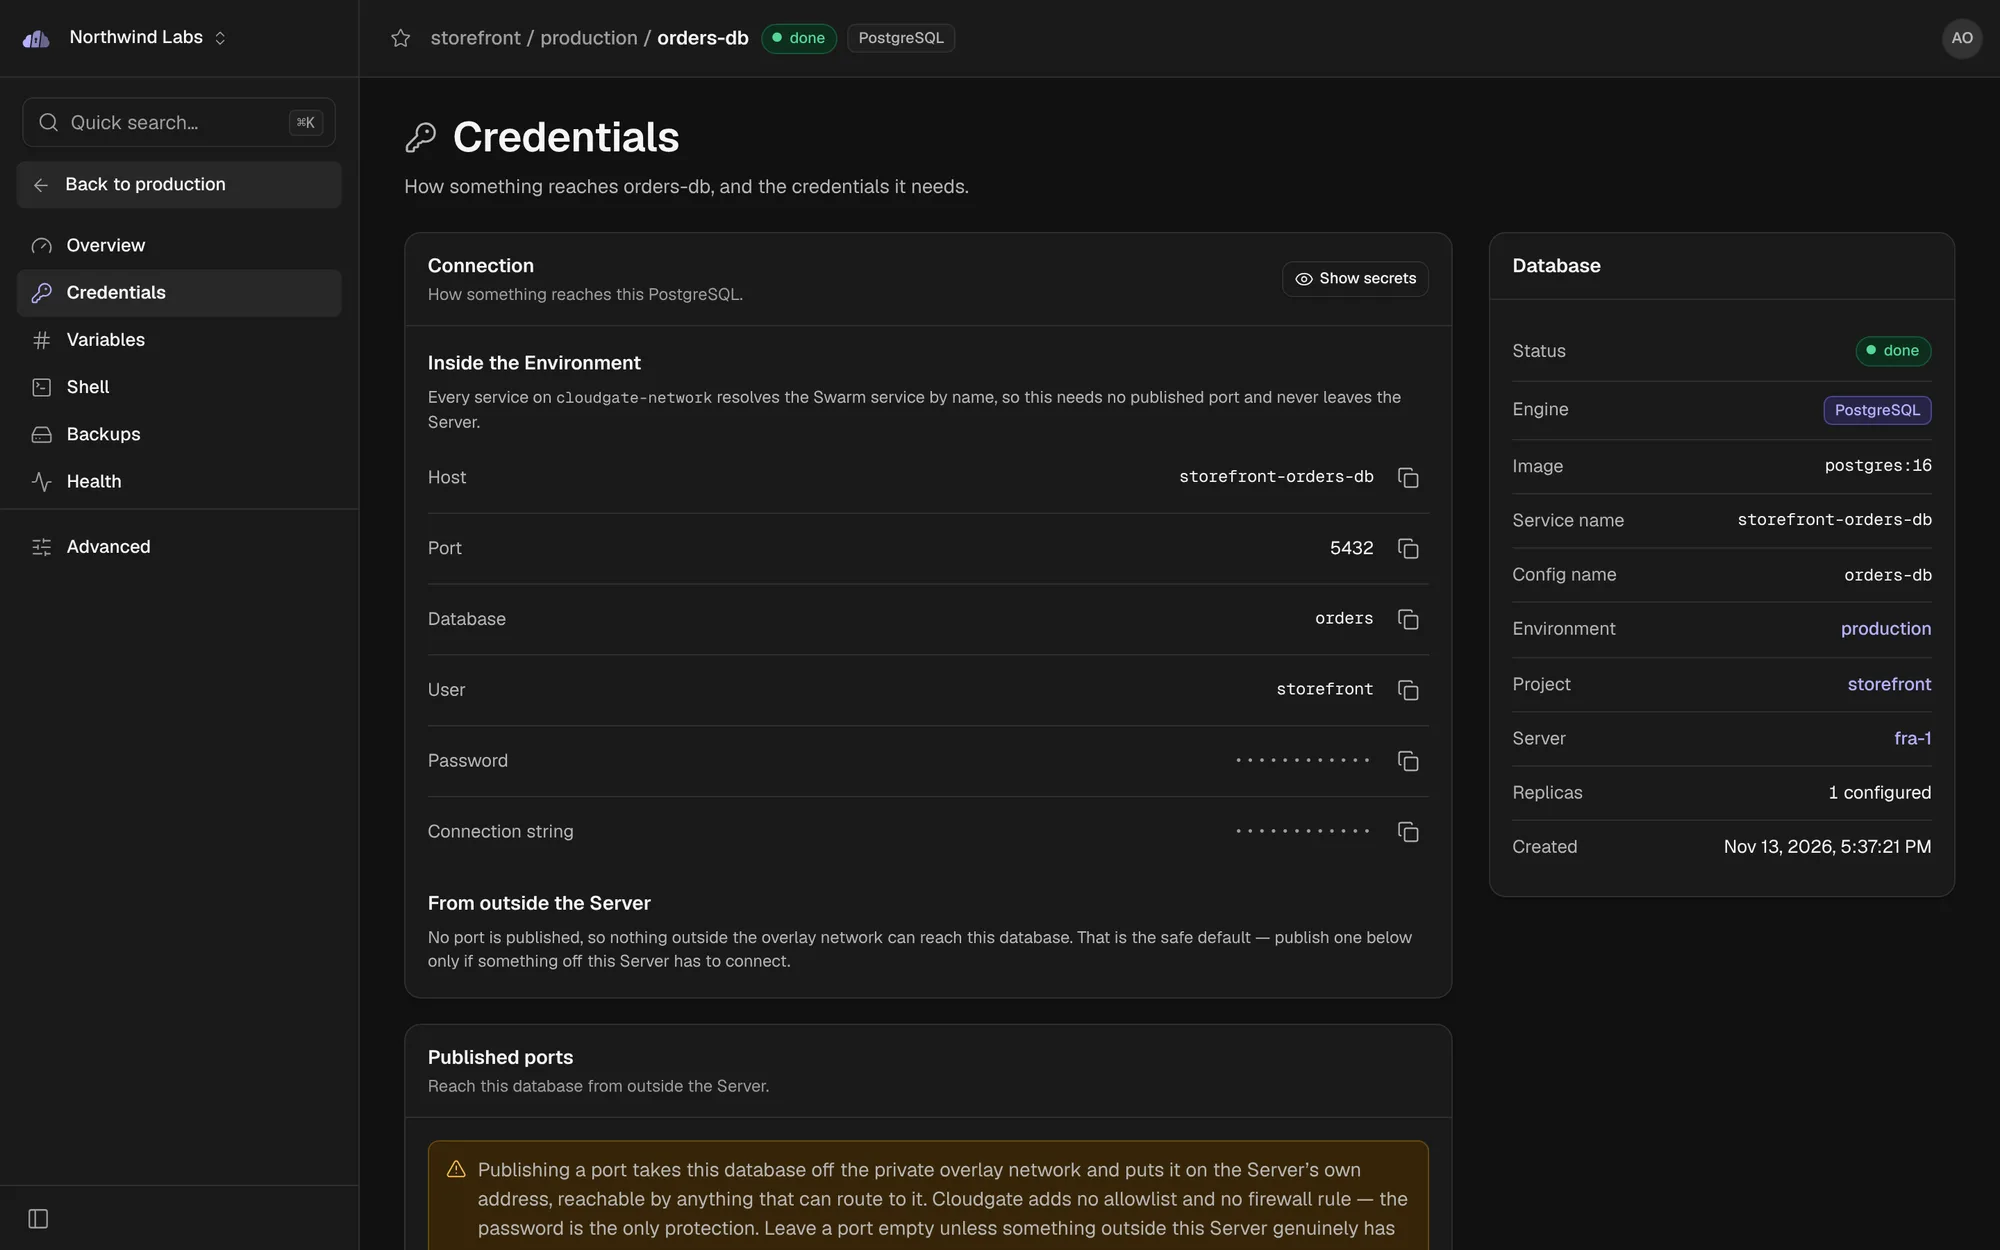 Northwind Labs
storefront / production / orders-db
done
PostgreSQL
AO
Quick search...
⌘K
Back to production
Overview
Credentials
Variables
Shell
Backups
Health
Advanced
Credentials
How something reaches orders-db, and the credentials it needs.
Connection
How something reaches this PostgreSQL.
Show secrets
Inside the Environment
Every service on cloudgate-network resolves the Swarm service by name, so this needs no published port and never leaves the
Server.
Host storefront-orders-db
Port 5432
Database orders
User storefront
Password ············
Connection string ············
From outside the Server
No port is published, so nothing outside the overlay network can reach this database. That is the safe default — publish one below
only if something off this Server has to connect.
Published ports
Reach this database from outside the Server.
Publishing a port takes this database off the private overlay network and puts it on the Server’s own
address, reachable by anything that can route to it. Cloudgate adds no allowlist and no firewall rule — the
password is the only protection. Leave a port empty unless something outside this Server genuinely has
Database
Status done
Engine PostgreSQL
Image postgres:16
Service name storefront-orders-db
Config name orders-db
Environment production
Project storefront
Server fra-1
Replicas 1 configured
Created Nov 13, 2026, 5:37:21 PM